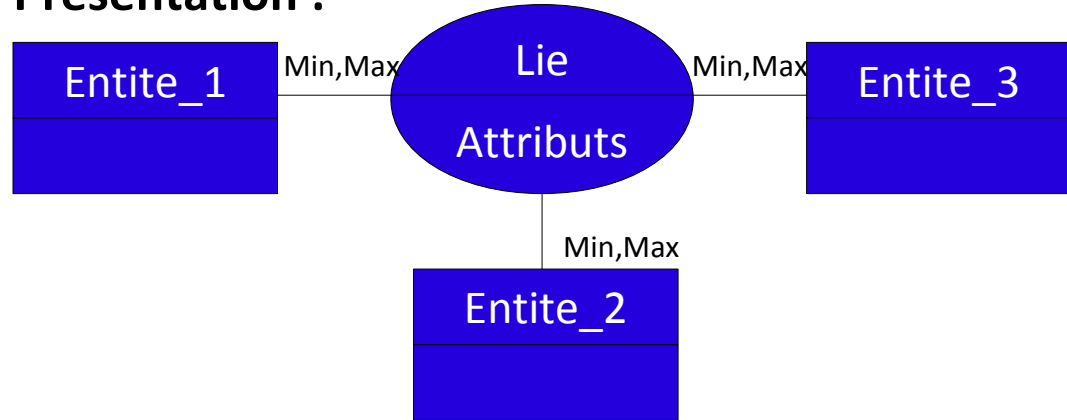 Présentation :
Entite_1
Min,Max
Lie
Attributs
Min,Max
Entite_3
Min,Max
Entite_2